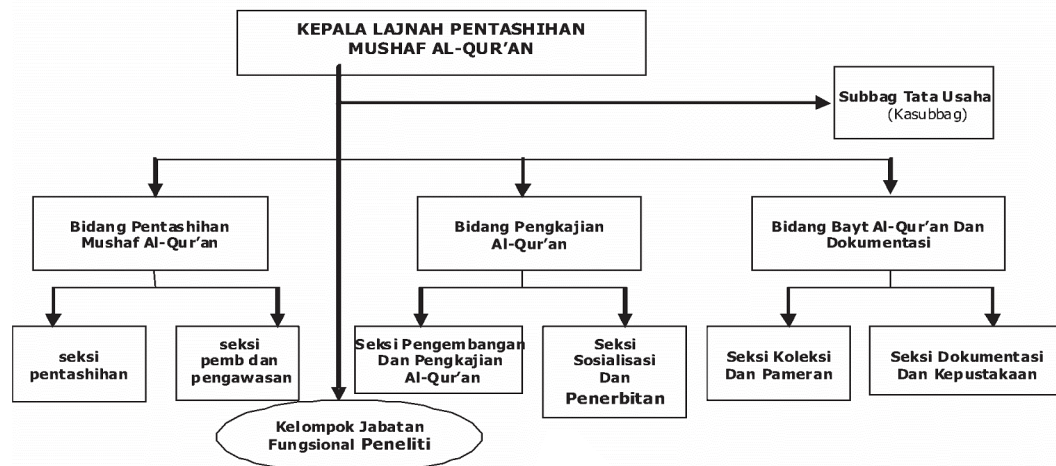 KEPALA LAJNAH PENTASHIHAN
MUSHAF AL-QUR’AN
Subbag Tata Usaha
(Kasubbag)
Bidang Pentashihan
Mushaf Al-Qur’an
Bidang Pengkajian
Al-Qur’an
Bidang Bayt Al-Qur’an Dan
Dokumentasi
seksi
pentashihan
seksi
pemb dan
pengawasan
Seksi Pengembangan
Dan Pengkajian
Al-Qur’an
Seksi
Sosialisasi
Dan
Penerbitan
Seksi Koleksi
Dan Pameran
Seksi Dokumentasi
Dan Kepustakaan
Kelompok Jabatan
Fungsional Peneliti